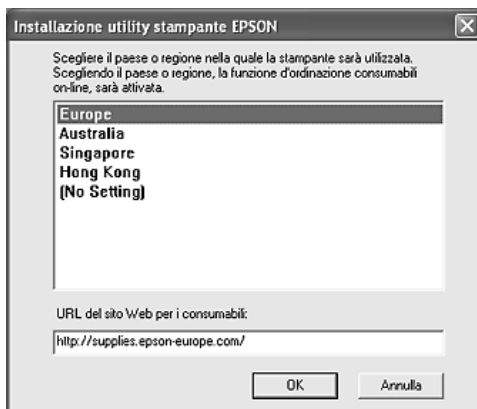 Installazione utility stampante EPSON
Scegliere il paese o regione nella quale la stampante sarà utilizzata.
Scegliendo il paese o regione, la funzione d'ordinazione consumabili
on-line, sarà attivata.
Europe
Australia
Singapore
Hong Kong
(No Setting)
URL del sito Web per i consumabili:
http://supplies.epson-europe.com/
OK
Annulla